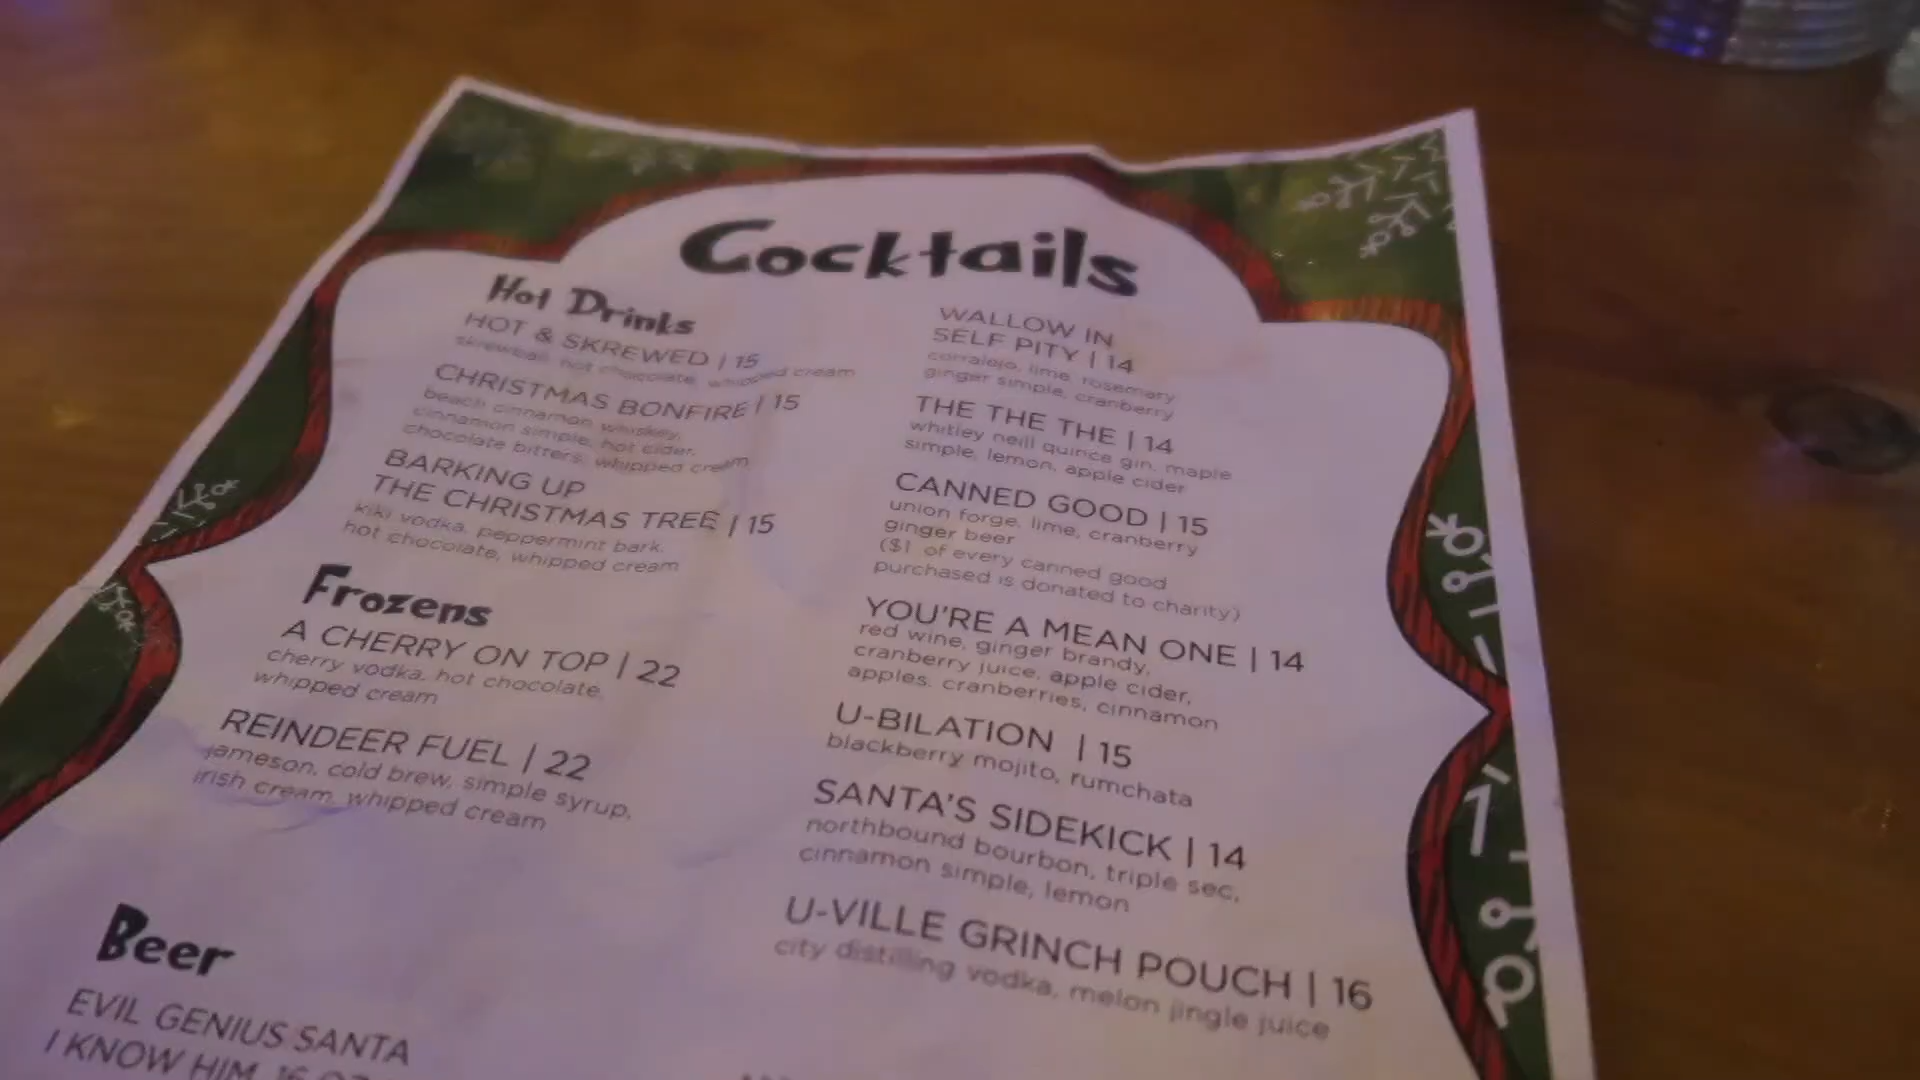 Cocktails
Hot Drinks
HOT & SKREWED | 15
skrewball, hot chocolate, whipped cream
CHRISTMAS BONFIRE | 15
beach cinnamon whiskey,
cinnamon simple, hot cider,
chocolate bitters, whipped cream
BARKING UP
THE CHRISTMAS TREE | 15
kiki vodka, peppermint bark,
hot chocolate, whipped cream
Frozens
A CHERRY ON TOP | 22
cherry vodka, hot chocolate,
whipped cream
REINDEER FUEL | 22
jameson, cold brew, simple syrup,
irish cream, whipped cream
Beer
EVIL GENIUS SANTA
I KNOW HIM 16 OZ
WALLOW IN
SELF PITY | 14
corralejo, lime, rosemary
ginger simple, cranberry
THE THE THE | 14
whitley neill quince gin, maple
simple, lemon, apple cider
CANNED GOOD | 15
union forge, lime, cranberry
ginger beer
($1 of every canned good
purchased is donated to charity)
YOU'RE A MEAN ONE | 14
red wine, ginger brandy,
cranberry juice, apple cider,
apples, cranberries, cinnamon
U-BILATION | 15
blackberry mojito, rumchata
SANTA'S SIDEKICK | 14
northbound bourbon, triple sec,
cinnamon simple, lemon
U-VILLE GRINCH POUCH | 16
city distilling vodka, melon jingle juice